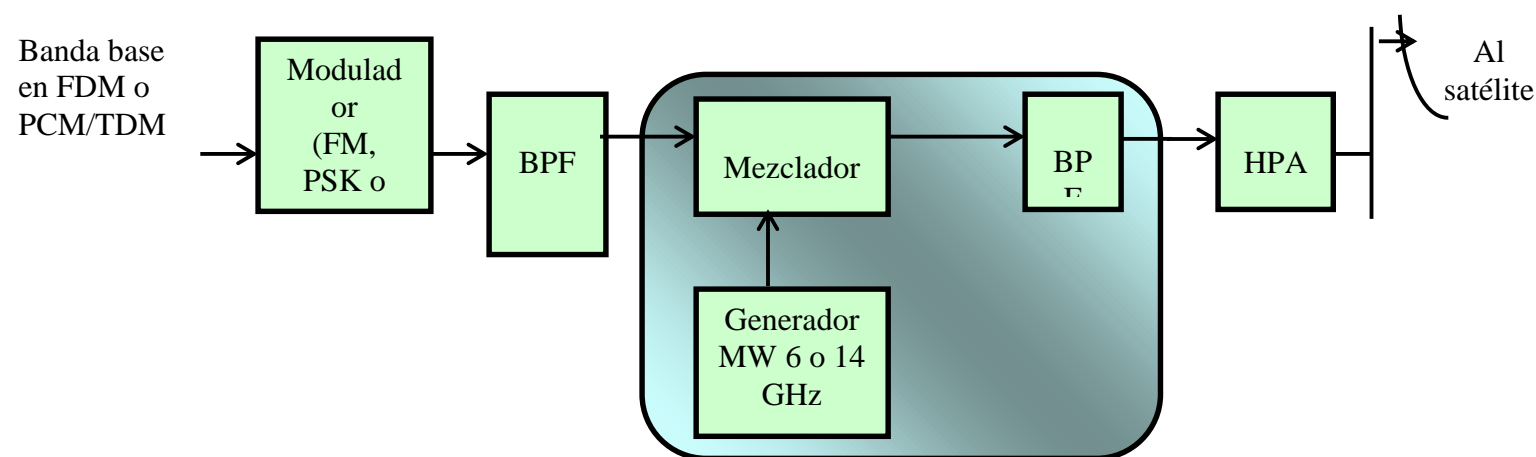 Banda base
en FDM o
PCM/TDM
Modulad
or
(FM,
PSK o
BPF
Mezclador
Generador
MW 6 o 14
GHz
BP
HPA
Al
satélite